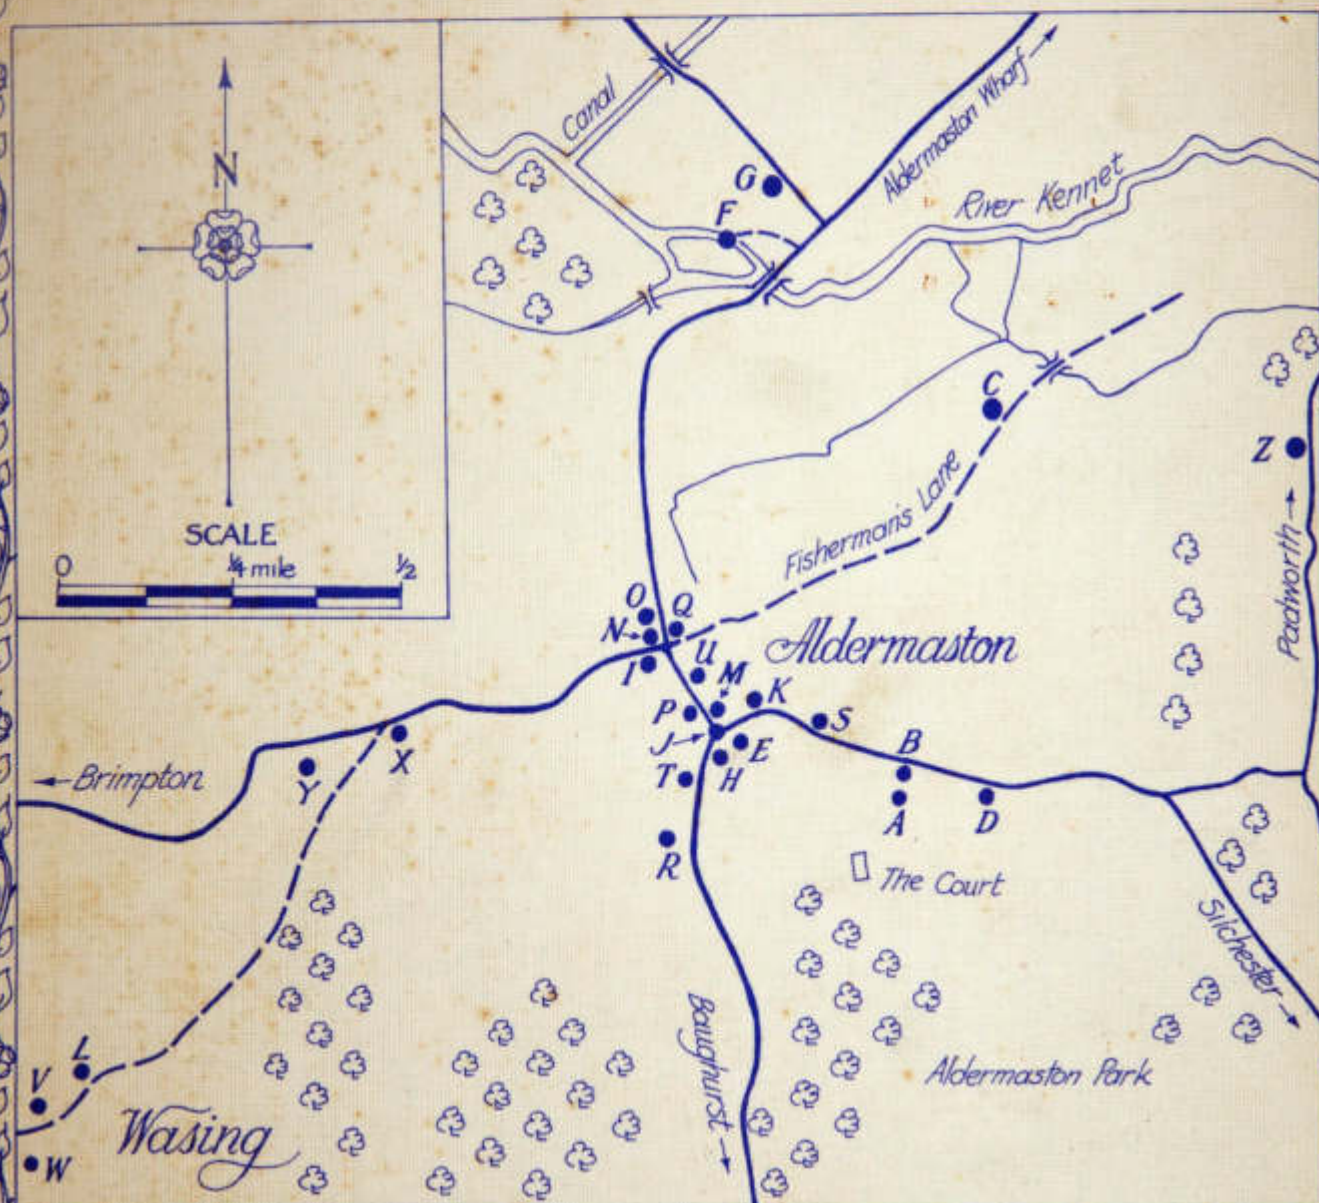 N
SCALE
0 ¼ mile ½
Canal
Aldermaston Wharf
River Kennet
G
F
C
Z
Fisherman's Lane
Padworth
O
Q
N
I
U
M
K
P
J
E
H
S
T
R
Aldermaston
B
A
D
X
Y
Brimpton
The Court
Silchester
Baughurst
Aldermaston Park
L
V
W
Wasing